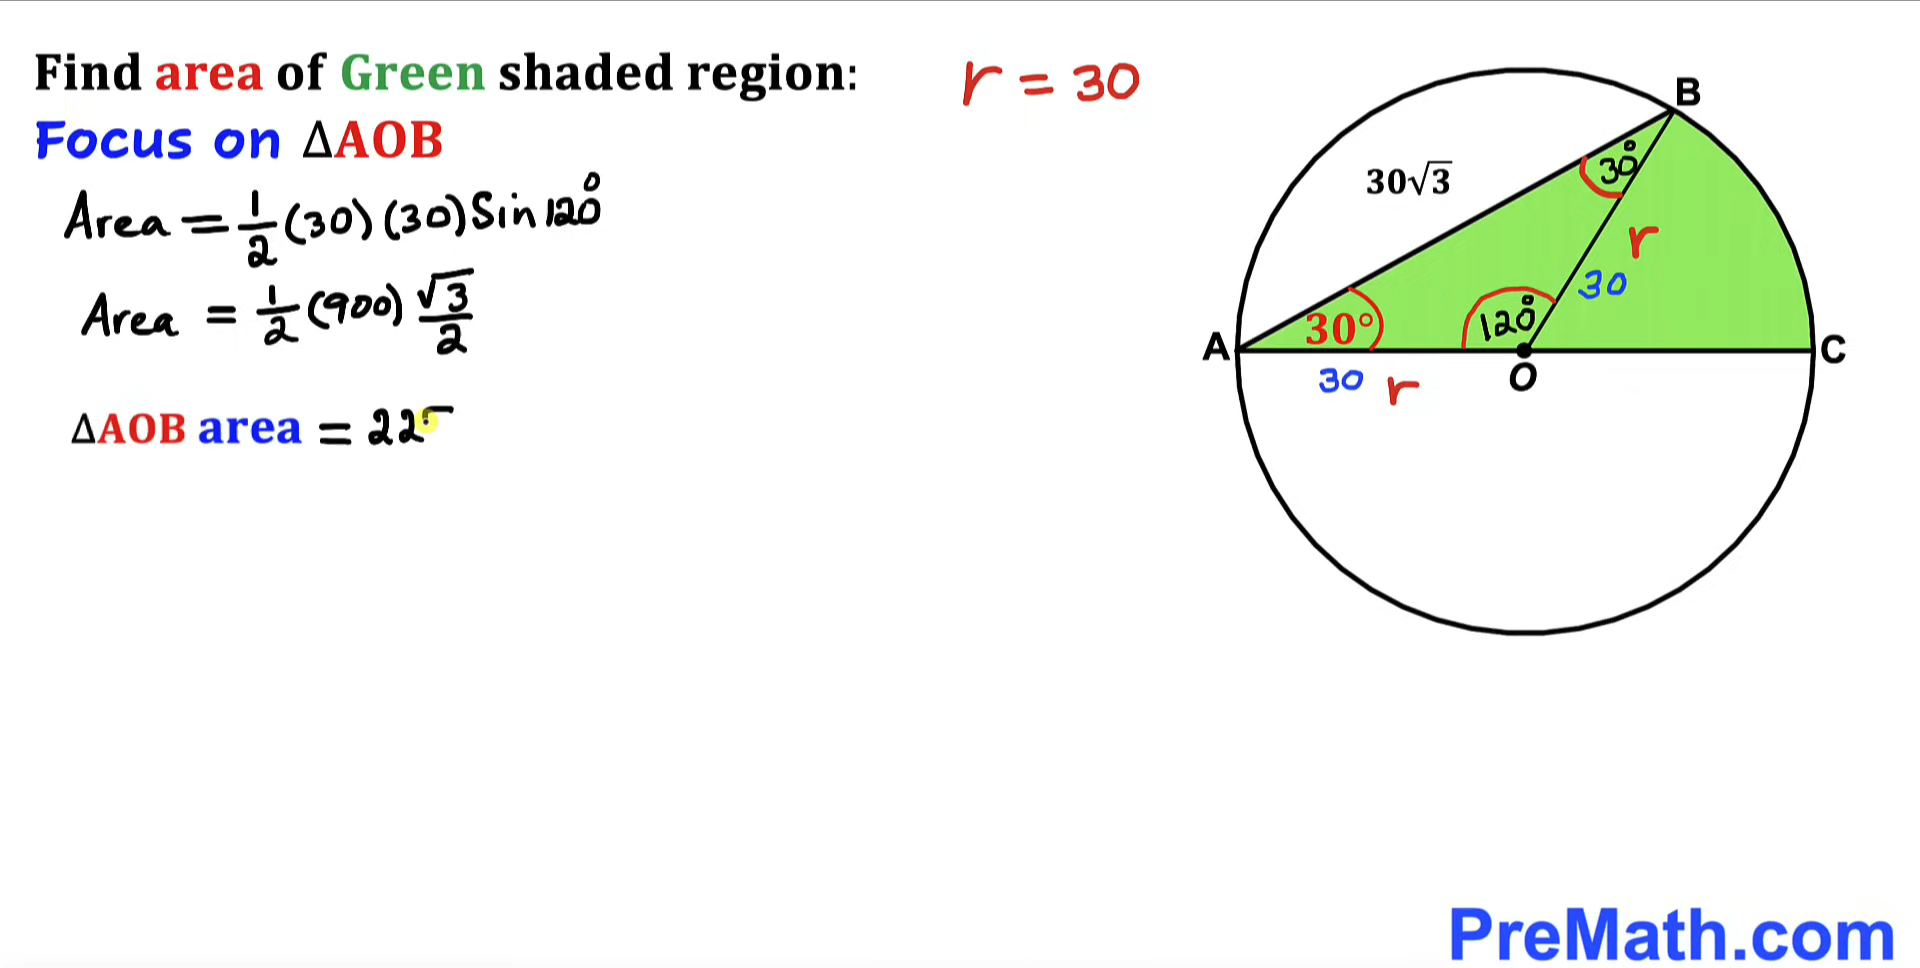 Find area of Green shaded region:
r = 30
Focus on ΔAOB
Area = 1/2 (30) (30) Sin 120°
Area = 1/2 (900) √3/2
ΔAOB area = 225
B
30√3
30°
r
30
A
30°
120°
C
30 r
O
PreMath.com